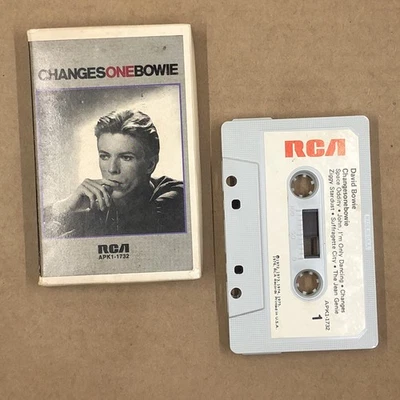 CHANGESONEBOWIE
RCA
APK1-1732
RCA
David Bowie
Changesonebowie
Space Oddity • John, I'm Only Dancing • Changes
Ziggy Stardust • Suffragette City • The Jean Genie
APK1-1732
1